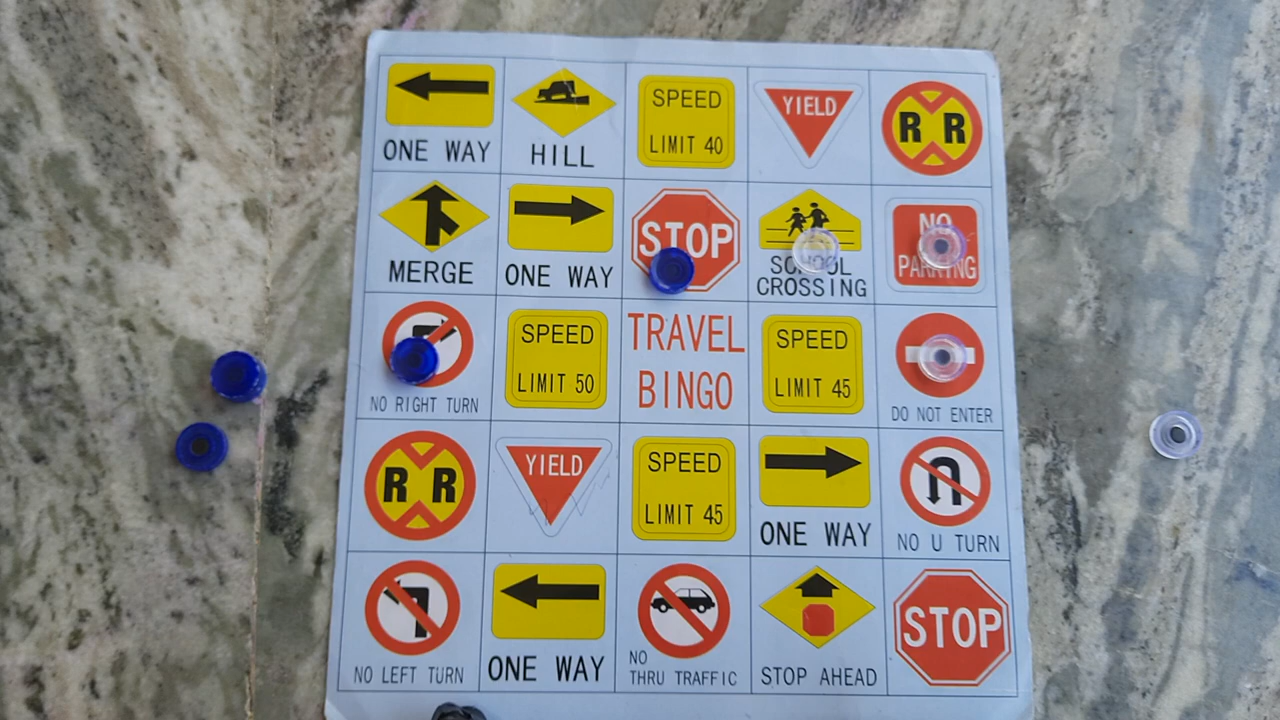 ONE WAY
HILL
SPEED
LIMIT 40
YIELD
R R
MERGE
ONE WAY
STOP
SCHOOL
CROSSING
NO
PARKING
NO RIGHT TURN
SPEED
LIMIT 50
TRAVEL
BINGO
SPEED
LIMIT 45
DO NOT ENTER
R R
YIELD
SPEED
LIMIT 45
ONE WAY
NO U TURN
NO LEFT TURN
ONE WAY
NO
THRU TRAFFIC
STOP AHEAD
STOP